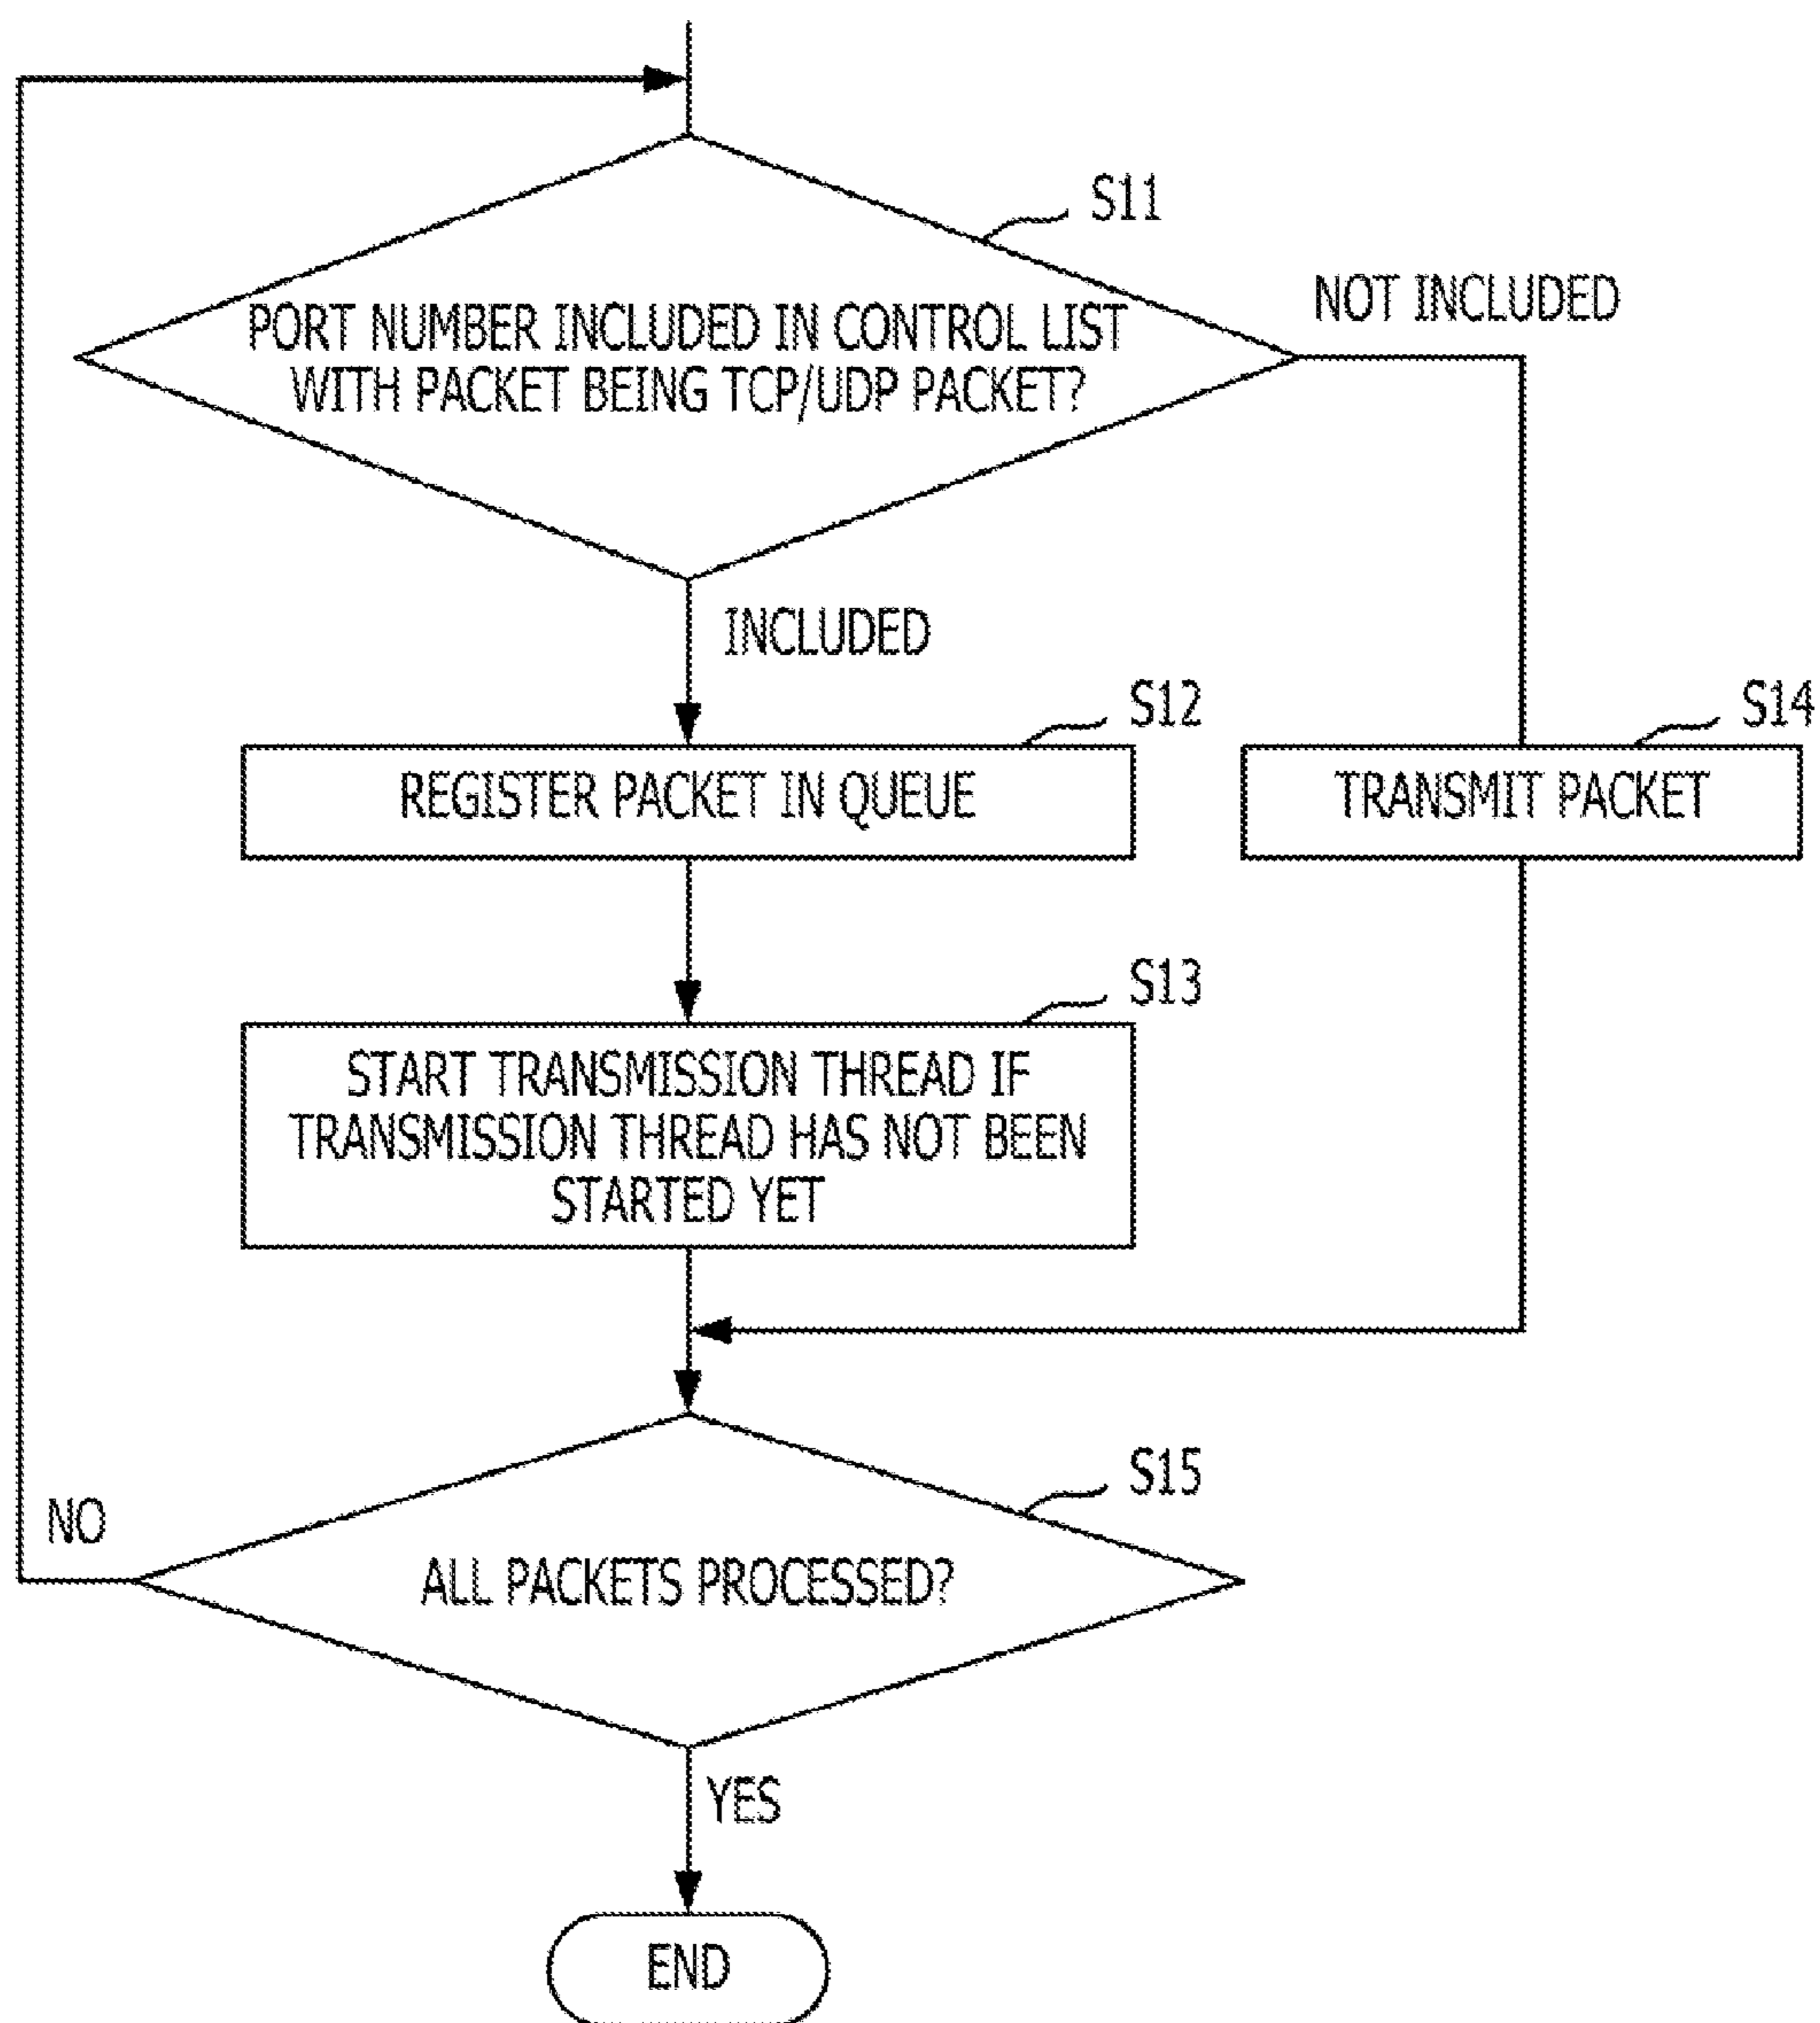 S11
PORT NUMBER INCLUDED IN CONTROL LIST
WITH PACKET BEING TCP/UDP PACKET?
NOT INCLUDED
INCLUDED
S12
REGISTER PACKET IN QUEUE
S14
TRANSMIT PACKET
S13
START TRANSMISSION THREAD IF
TRANSMISSION THREAD HAS NOT BEEN
STARTED YET
S15
ALL PACKETS PROCESSED?
NO
YES
END